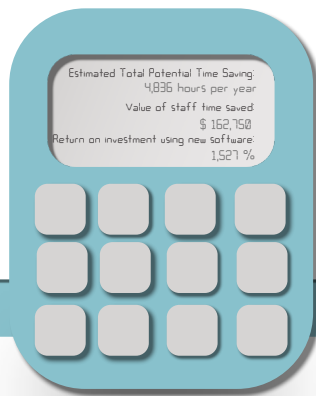 Estimated Total Potential Time Saving:
4,836 hours per year
Value of staff time saved:
$ 162,750
Return on investment using new software:
1,527 %